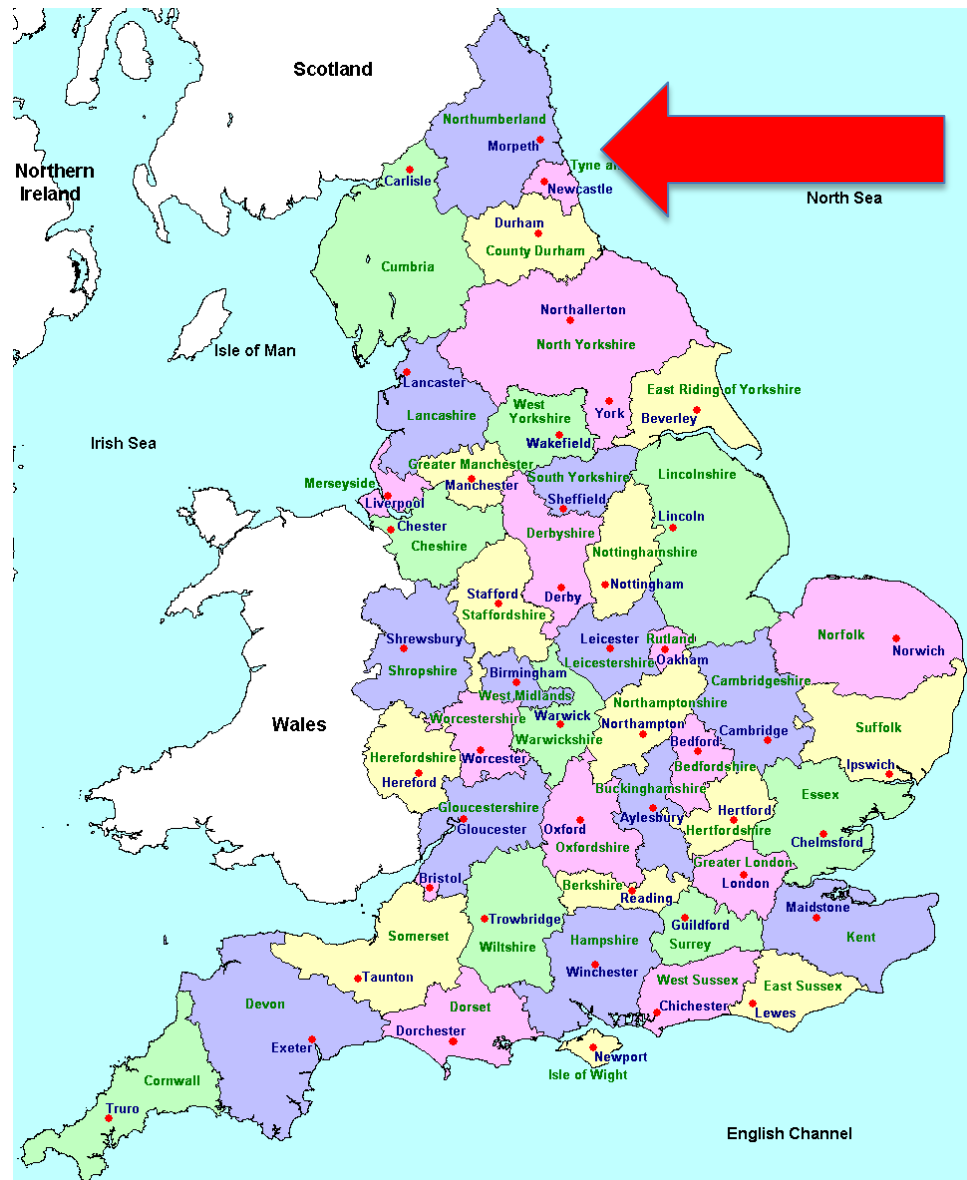 Scotland
Northumberland
Morpeth
Northern
Ireland
Tyne an
Carlisle
Newcastle
North Sea
Durham
County Durham
Cumbria
Northallerton
North Yorkshire
Isle of Man
Lancaster
East Riding of Yorkshire
West
Yorkshire
Lancashire
York
Beverley
Irish Sea
Wakefield
Greater Manchester
South Yorkshire
Lincolnshire
Merseyside
Manchester
Liverpool
Sheffield
Chester
Lincoln
Derbyshire
Cheshire
Nottinghamshire
Stafford
Derby
Nottingham
Staffordshire
Shrewsbury
Leicester
Rutland
Norfolk
Norwich
Shropshire
Leicestershire
Oakham
Birmingham
Cambridgeshire
West Midlands
Northamptonshire
Wales
Worcestershire
Warwick
Northampton
Suffolk
Warwickshire
Cambridge
Herefordshire
Worcester
Bedford
Hereford
Bedfordshire
Ipswich
Buckinghamshire
Essex
Gloucestershire
Hertford
Gloucester
Oxford
Aylesbury
Hertfordshire
Chelmsford
Oxfordshire
Greater London
Bristol
Berkshire
London
Reading
Maidstone
Trowbridge
Guildford
Somerset
Wiltshire
Hampshire
Surrey
Kent
Taunton
Winchester
West Sussex
East Sussex
Devon
Dorset
Chichester
Lewes
Dorchester
Exeter
Newport
Isle of Wight
Cornwall
Truro
English Channel